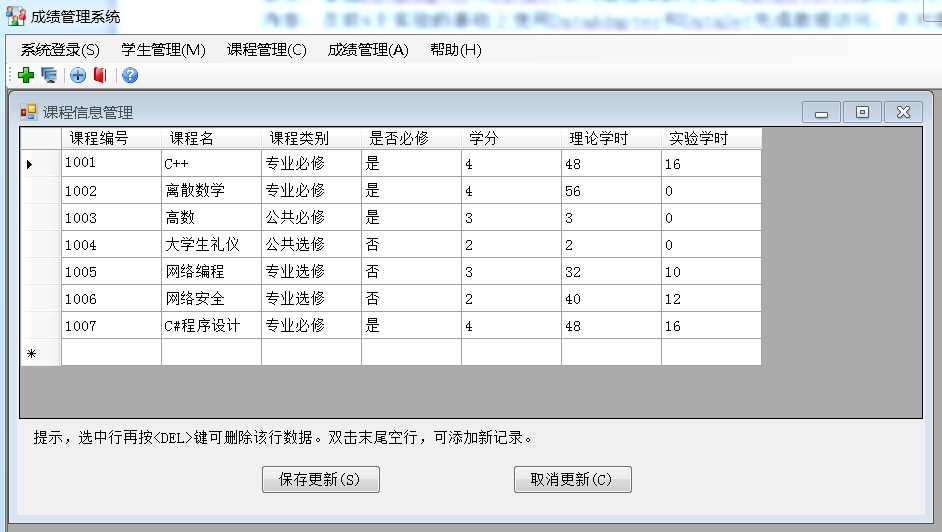 成绩管理系统
系统登录(S) 学生管理(M) 课程管理(C) 成绩管理(A) 帮助(H)
课程信息管理
课程编号 课程名 课程类别 是否必修 学分 理论学时 实验学时
1001 C++ 专业必修 是 4 48 16
1002 离散数学 专业必修 是 4 56 0
1003 高数 公共必修 是 3 3 0
1004 大学生礼仪 公共选修 否 2 2 0
1005 网络编程 专业选修 否 3 32 10
1006 网络安全 专业选修 否 2 40 12
1007 C#程序设计 专业必修 是 4 48 16
提示，选中行再按<DEL>键可删除该行数据。双击末尾空行，可添加新记录。
保存更新(S) 取消更新(C)